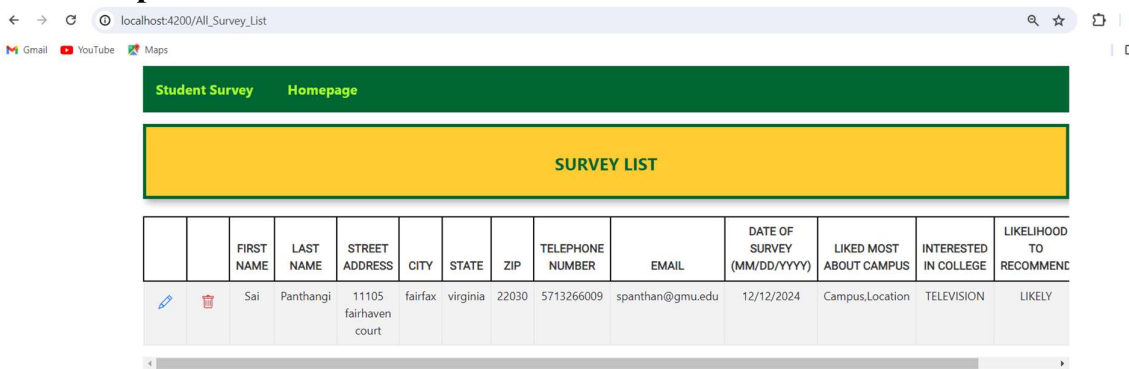 localhost:4200/All_Survey_List
Gmail YouTube Maps
Student Survey Homepage
SURVEY LIST
FIRST NAME LAST NAME STREET ADDRESS CITY STATE ZIP TELEPHONE NUMBER EMAIL DATE OF SURVEY (MM/DD/YYYY) LIKED MOST ABOUT CAMPUS INTERESTED IN COLLEGE LIKELIHOOD TO RECOMMEND
Sai Panthangi 11105 fairhaven court fairfax virginia 22030 5713266009 spanthan@gmu.edu 12/12/2024 Campus,Location TELEVISION LIKELY